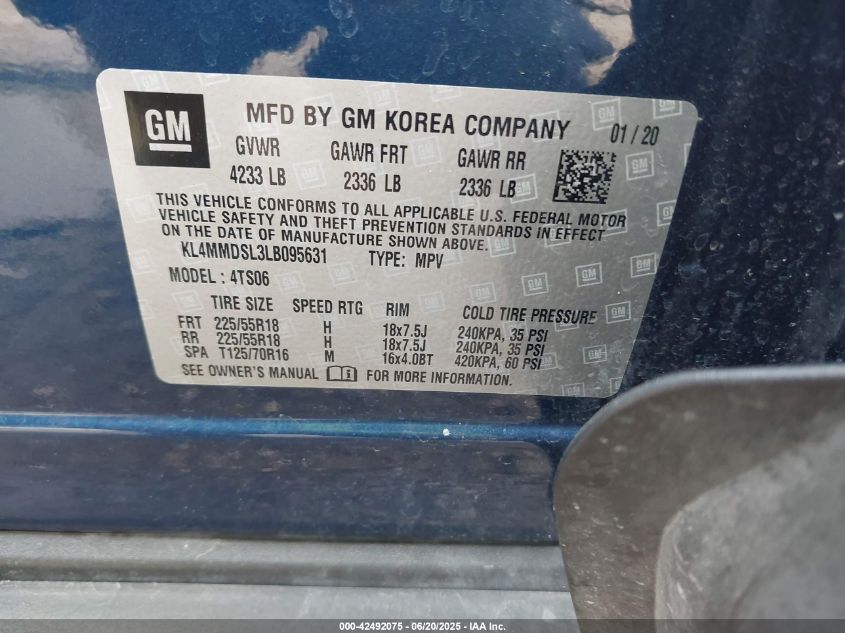 GM
MFD BY GM KOREA COMPANY 01 / 20
GVWR GAWR FRT GAWR RR
4233 LB 2336 LB 2336 LB
THIS VEHICLE CONFORMS TO ALL APPLICABLE U.S. FEDERAL MOTOR
VEHICLE SAFETY AND THEFT PREVENTION STANDARDS IN EFFECT
ON THE DATE OF MANUFACTURE SHOWN ABOVE.
KL4MMDSL3LB095631 TYPE: MPV
MODEL: 4TS06
TIRE SIZE SPEED RTG RIM COLD TIRE PRESSURE
FRT 225/55R18 H 18x7.5J 240KPA, 35 PSI
RR 225/55R18 H 18x7.5J 240KPA, 35 PSI
SPA T125/70R16 M 16x4.0BT 420KPA, 60 PSI
SEE OWNER'S MANUAL FOR MORE INFORMATION.
000-42492075 - 06/20/2025 - IAA Inc.